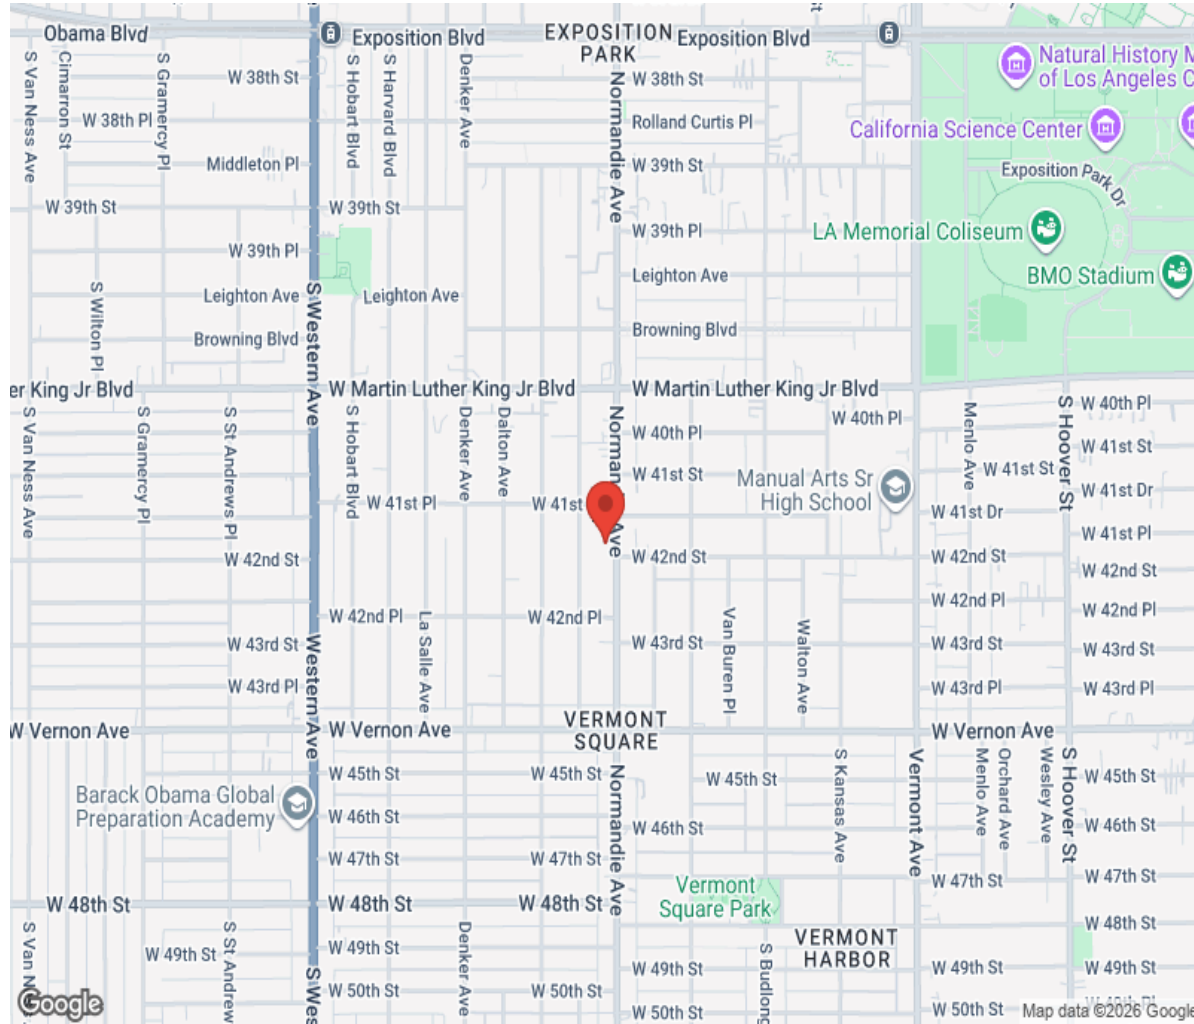 Obama Blvd
Exposition Blvd
EXPOSITION
PARK
Exposition Blvd
Natural History M
of Los Angeles C
S Van Ness Ave
Cimarron St
S Gramercy Pl
W 38th St
S Hobart Blvd
S Harvard Blvd
Denker Ave
Normandie Ave
W 38th St
W 38th Pl
Rolland Curtis Pl
California Science Center
Middleton Pl
W 39th St
Exposition Park Dr
W 39th St
W 39th St
W 39th Pl
W 39th Pl
LA Memorial Coliseum
BMO Stadium
S Wilton Pl
Leighton Ave
S Western Ave
Leighton Ave
Leighton Ave
Browning Blvd
Browning Blvd
er King Jr Blvd
W Martin Luther King Jr Blvd
W Martin Luther King Jr Blvd
S Van Ness Ave
S Gramercy Pl
S St Andrews Pl
S Hobart Blvd
Denker Ave
Dalton Ave
Norman
Ave
W 40th Pl
W 40th Pl
Menlo Ave
S Hoover St
W 40th Pl
W 41st St
Manual Arts Sr
High School
W 41st St
W 41st St
W 41st Pl
W 41st
W 41st Dr
W 41st Dr
W 41st Pl
W 42nd St
W 42nd St
W 42nd St
W 42nd St
W 42nd Pl
La Salle Ave
W 42nd Pl
Van Buren Pl
Walton Ave
W 42nd Pl
W 42nd Pl
W 43rd St
W 43rd St
W 43rd St
W 43rd St
Western Ave
W 43rd Pl
W 43rd Pl
W 43rd Pl
W Vernon Ave
W Vernon Ave
VERMONT
SQUARE
W Vernon Ave
W 45th St
W 45th St
Normandie Ave
W 45th St
S Kansas Ave
Vermont Ave
Menlo Ave
Orchard Ave
Wesley Ave
S Hoover St
W 45th St
Barack Obama Global
Preparation Academy
W 46th St
W 46th St
W 46th St
W 47th St
W 47th St
W 47th St
W 47th St
Vermont
Square Park
W 48th St
W 48th St
W 48th St
W 48th St
S Van N
S St Andrew
Denker Ave
VERMONT
HARBOR
S Budlong
W 49th St
W 49th St
W 49th St
W 49th St
W 49th St
S Wes
W 50th St
W 50th St
W 50th St
W 50th St
Google
Map data ©2026 Google